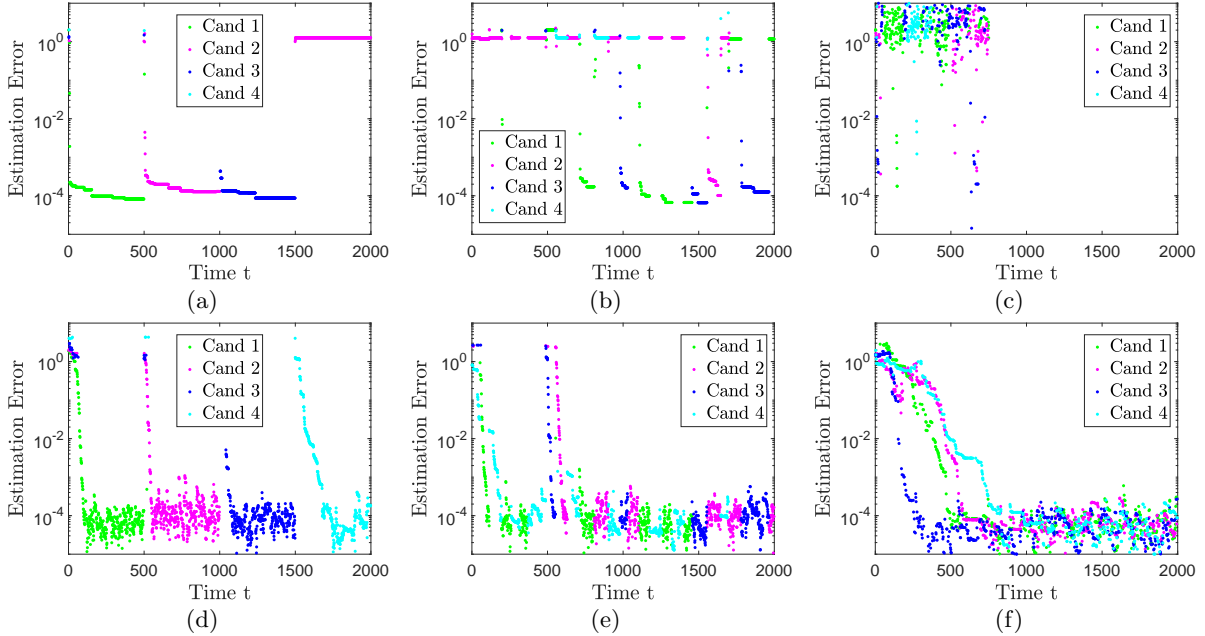 Estimation Error
10^0
10^-2
10^-4
Cand 1
Cand 2
Cand 3
Cand 4
0 500 1000 1500 2000
Time t
(a)
Estimation Error
10^0
10^-2
10^-4
Cand 1
Cand 2
Cand 3
Cand 4
0 500 1000 1500 2000
Time t
(b)
Estimation Error
10^0
10^-2
10^-4
Cand 1
Cand 2
Cand 3
Cand 4
0 500 1000 1500 2000
Time t
(c)
Estimation Error
10^0
10^-2
10^-4
Cand 1
Cand 2
Cand 3
Cand 4
0 500 1000 1500 2000
Time t
(d)
Estimation Error
10^0
10^-2
10^-4
Cand 1
Cand 2
Cand 3
Cand 4
0 500 1000 1500 2000
Time t
(e)
Estimation Error
10^0
10^-2
10^-4
Cand 1
Cand 2
Cand 3
Cand 4
0 500 1000 1500 2000
Time t
(f)